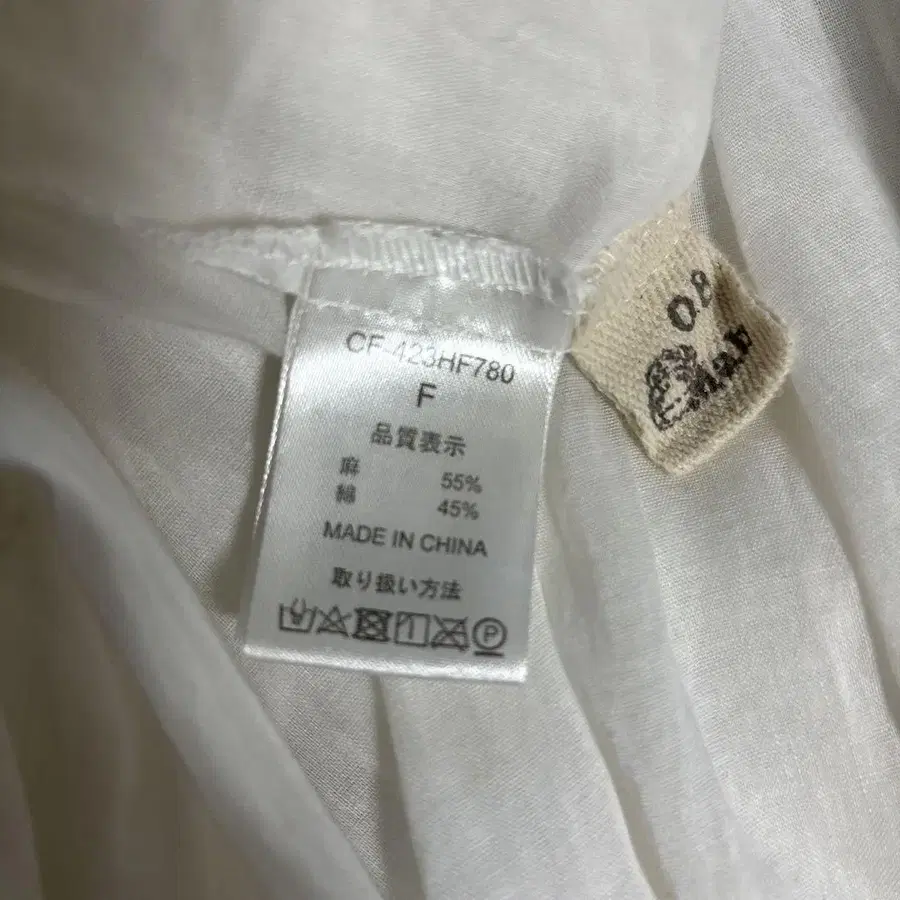 CF-423HF780
F
品質表示
麻 55%
綿 45%
MADE IN CHINA
取り扱い方法
P